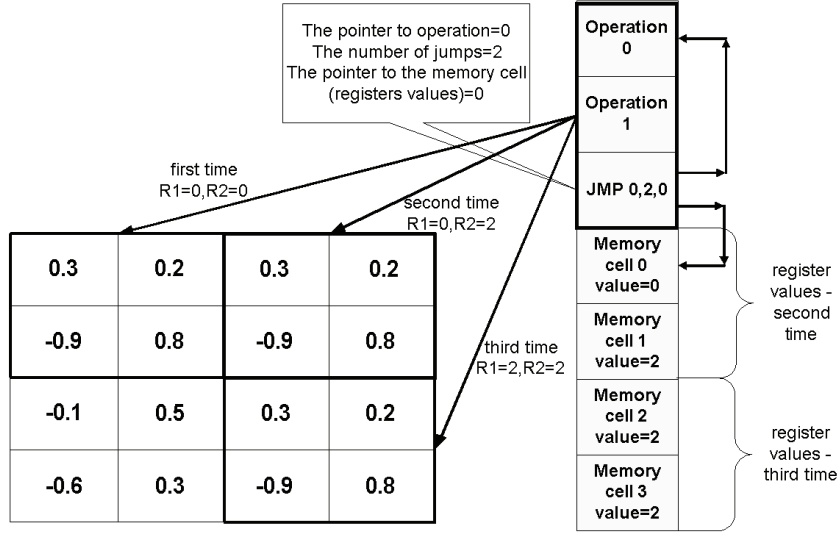 The pointer to operation=0
The number of jumps=2
The pointer to the memory cell
(registers values)=0
Operation
0
Operation
1
JMP 0,2,0
first time
R1=0,R2=0
second time
R1=0,R2=2
third time
R1=2,R2=2
0.3 0.2 0.3 0.2
-0.9 0.8 -0.9 0.8
-0.1 0.5 0.3 0.2
-0.6 0.3 -0.9 0.8
Memory
cell 0
value=0
Memory
cell 1
value=2
Memory
cell 2
value=2
Memory
cell 3
value=2
register
values -
second
time
register
values -
third time